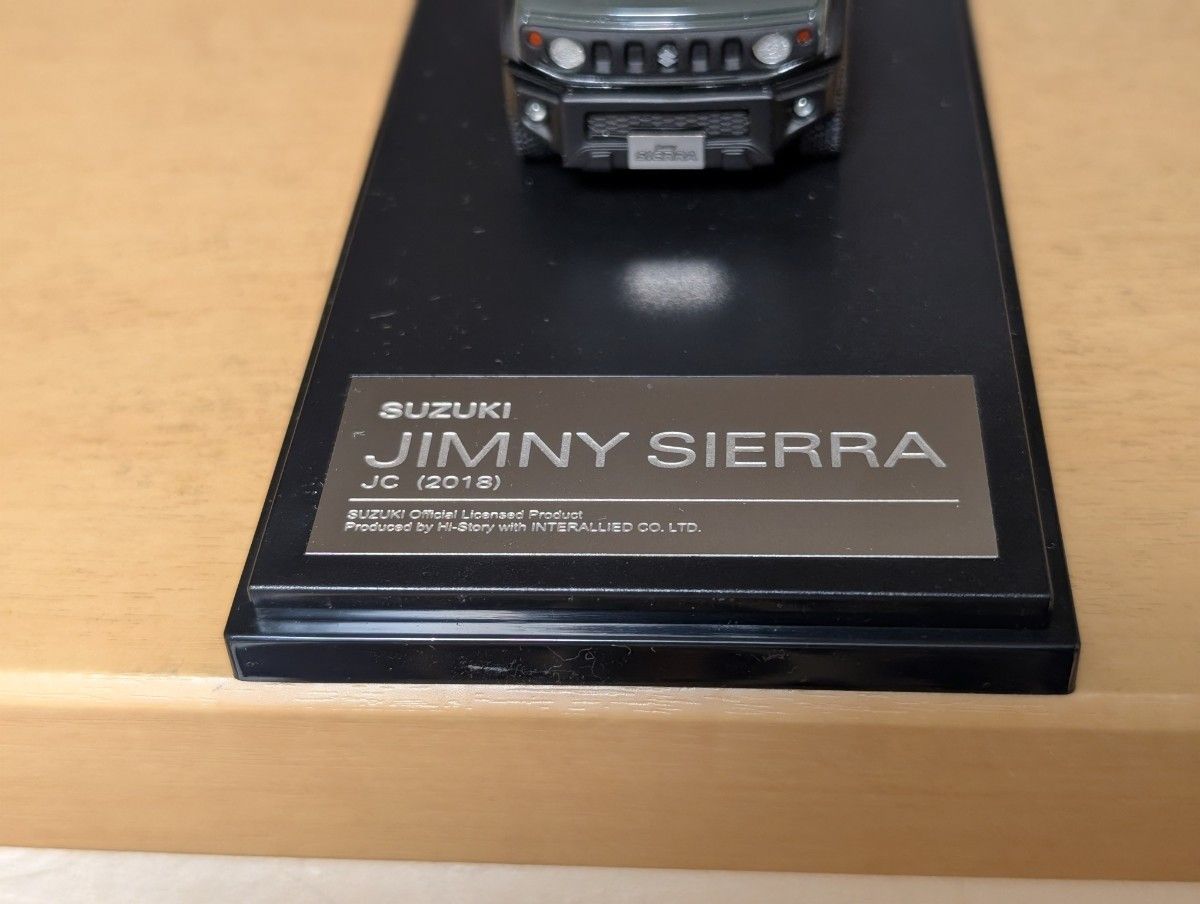 SIERRA
SUZUKI
JIMNY SIERRA
JC (2018)
SUZUKI Official Licensed Product
Produced by Hi-Story with INTERALLIED CO. LTD.